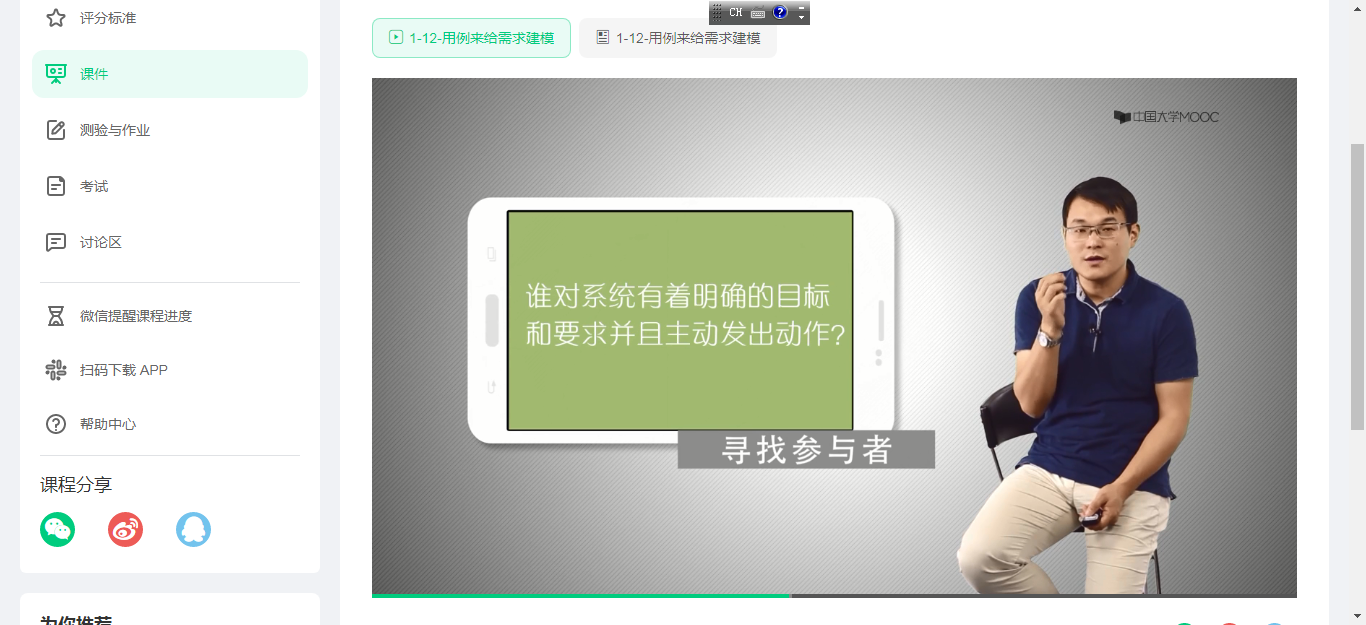 评分标准
课件
测验与作业
考试
讨论区
微信提醒课程进度
扫码下载 APP
帮助中心
课程分享
为你推荐
CH
1-12-用例来给需求建模
1-12-用例来给需求建模
中国大学MOOC
谁对系统有着明确的目标
和要求并且主动发出动作?
寻找参与者